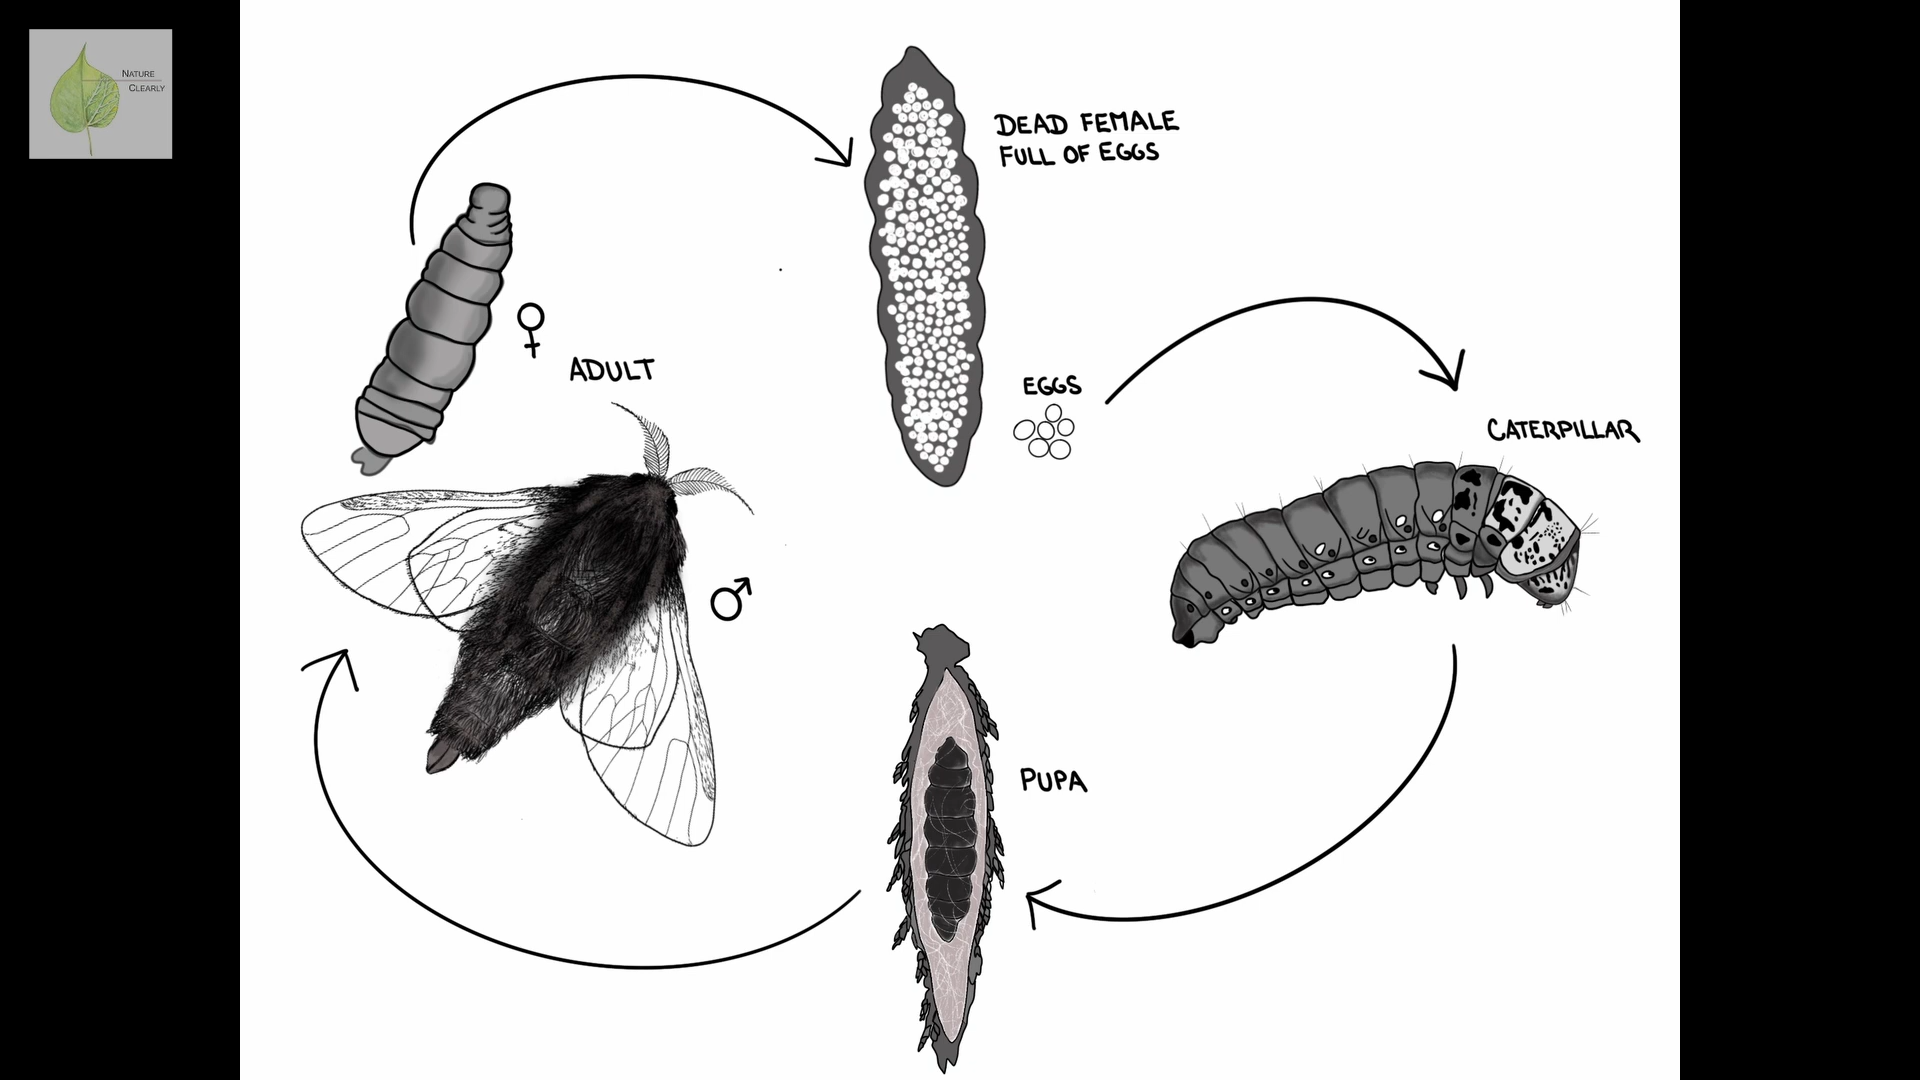 NATURE
CLEARLY
DEAD FEMALE
FULL OF EGGS
♀
ADULT
EGGS
CATERPILLAR
♂
PUPA